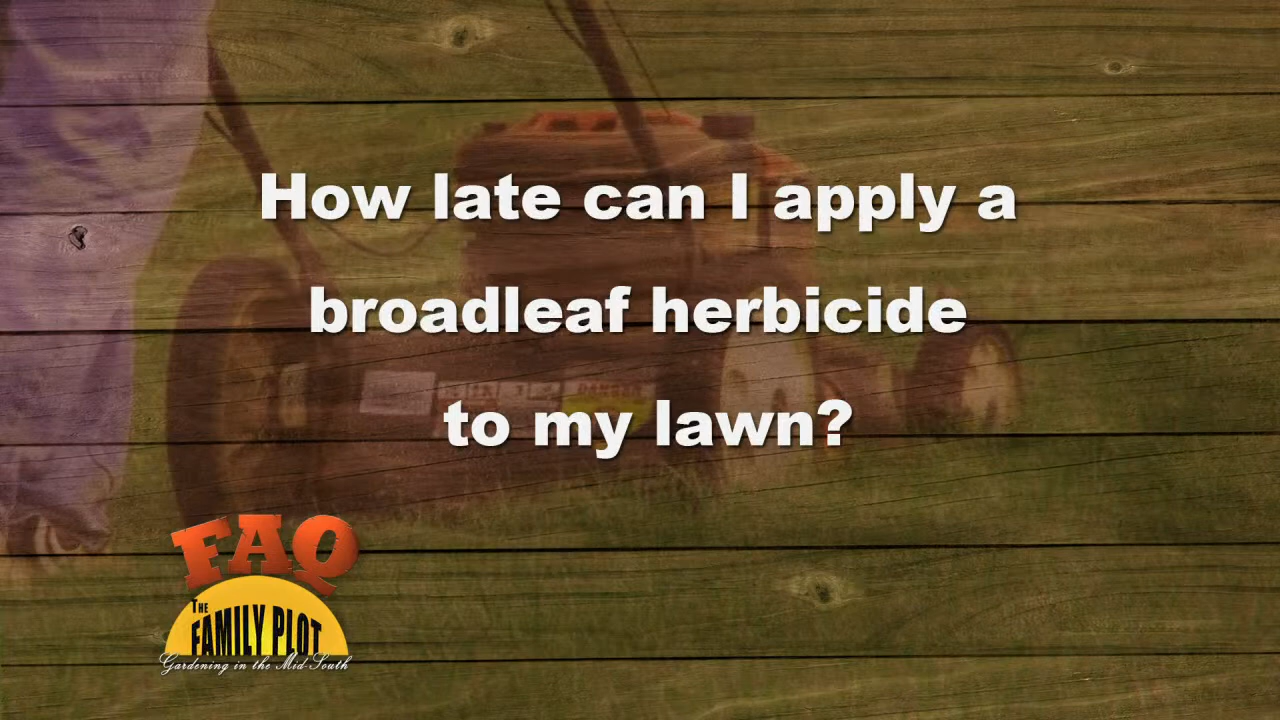 How late can I apply a
broadleaf herbicide
to my lawn?
FAQ
THE
FAMILY PLOT
Gardening in the Mid-South